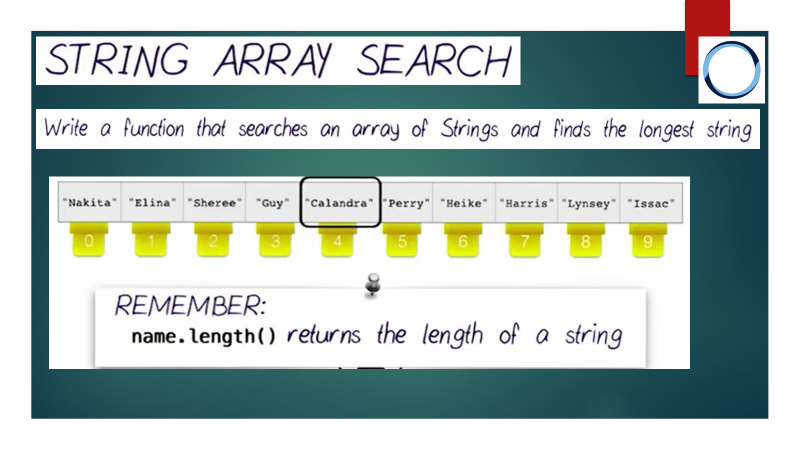 STRING ARRAY SEARCH
Write a function that searches an array of Strings and finds the longest string
"Nakita" "Elina" "Sheree" "Guy" "Calandra" "Perry" "Heike" "Harris" "Lynsey" "Issac"
0 1 2 3 4 5 6 7 8 9
REMEMBER:
name.length() returns the length of a string